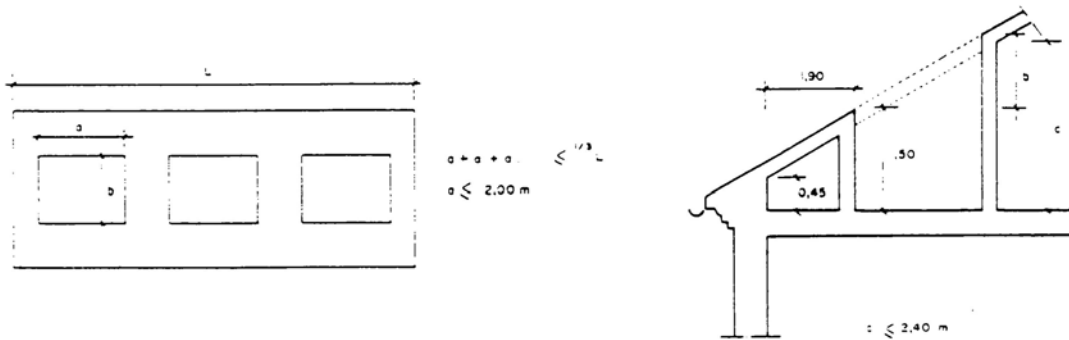 L
a
b
a + a + a. ≤ 1/3 L
a ≤ 2,00 m
1,90
,50
0,45
b
c
c ≤ 2,40 m